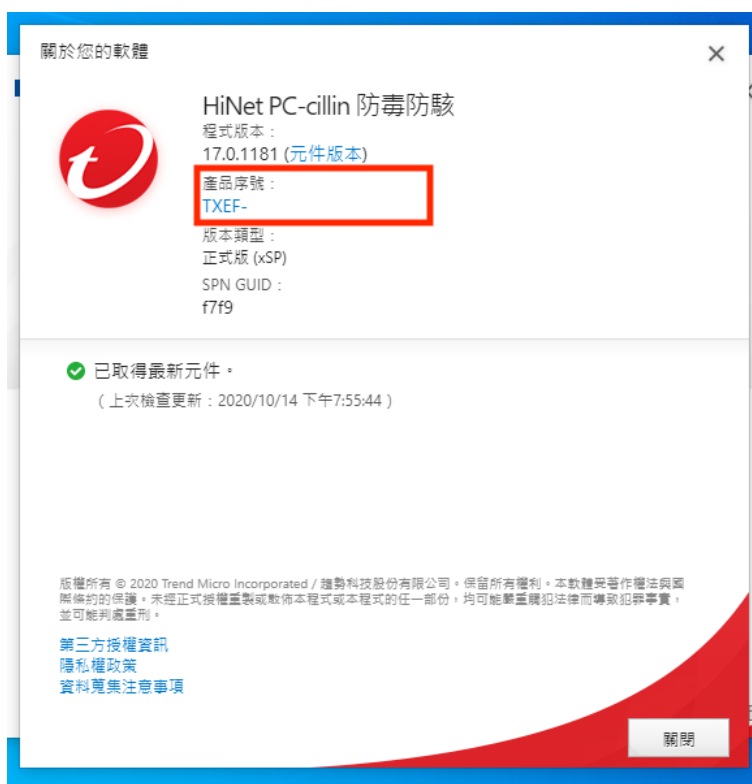 關於您的軟體
HiNet PC-cillin 防毒防駭
程式版本：
17.0.1181 (元件版本)
產品序號：
TXEF-
版本類型：
正式版 (xSP)
SPN GUID：
f7f9
已取得最新元件。
（上次檢查更新：2020/10/14 下午7:55:44）
版權所有 © 2020 Trend Micro Incorporated / 趨勢科技股份有限公司。保留所有權利。本軟體受著作權法與國
際條約的保護。未經正式授權重製或散佈本程式或本程式的任一部份，均可能嚴重觸犯法律而導致犯罪事實，
並可能判處重刑。
第三方授權資訊
隱私權政策
資料蒐集注意事項
關閉